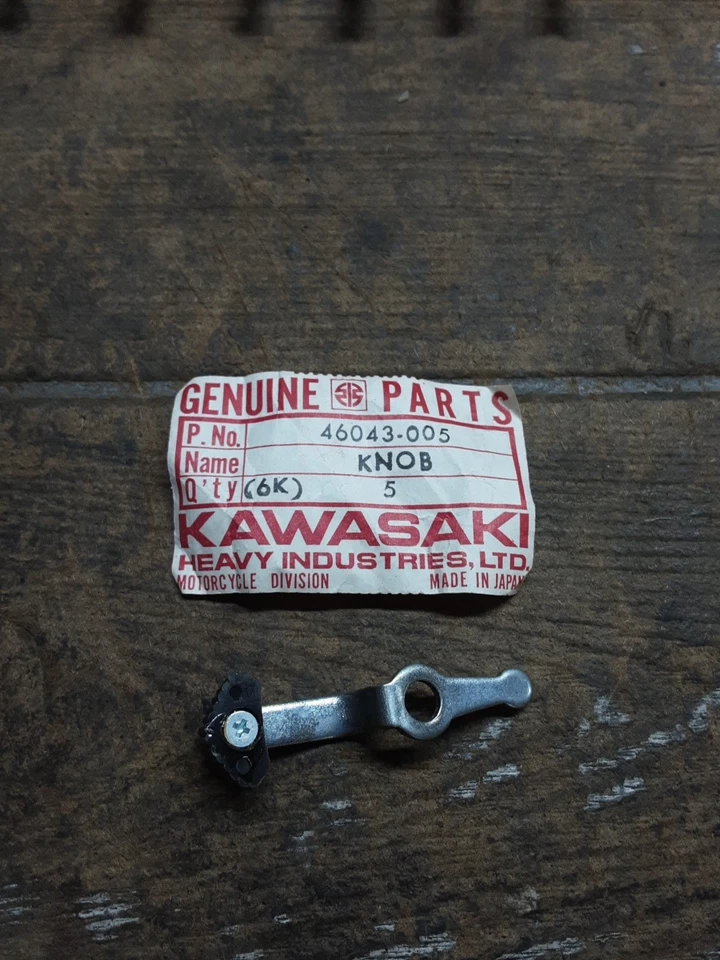 GENUINE PARTS
P. No. 46043-005
Name KNOB
Q'ty (6K) 5
KAWASAKI
HEAVY INDUSTRIES, LTD.
MOTORCYCLE DIVISION MADE IN JAPAN